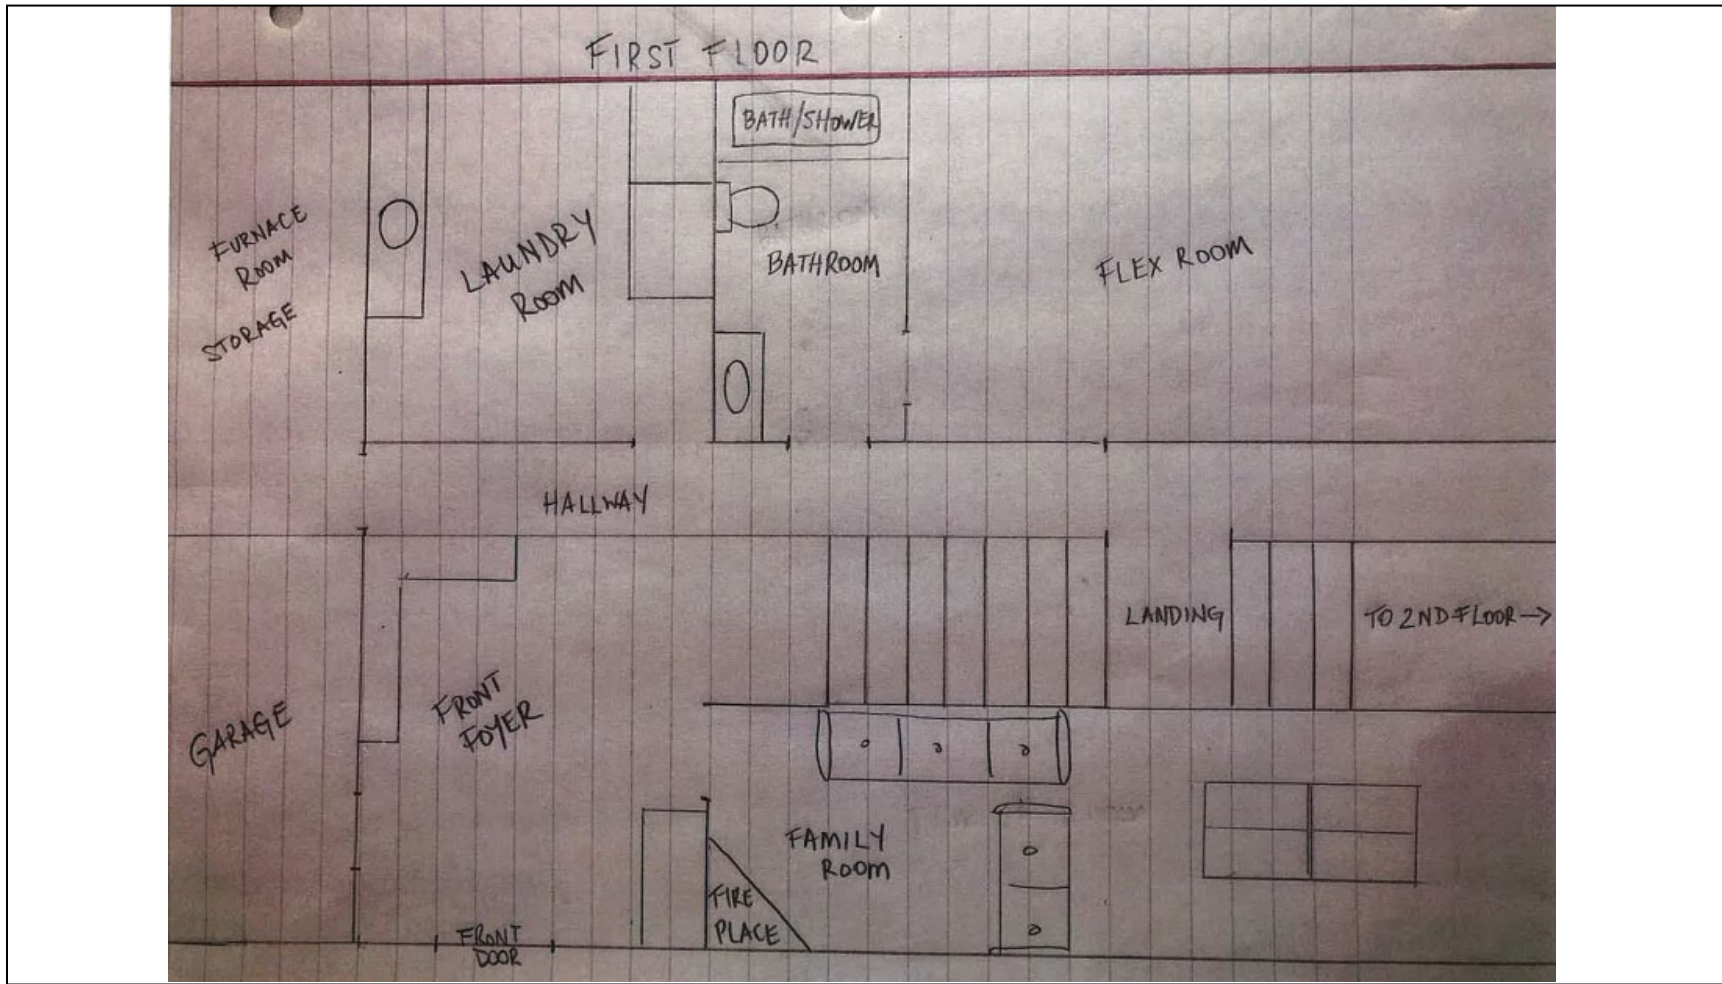 FIRST FLOOR
BATH/SHOWER
FURNACE
ROOM
STORAGE
LAUNDRY
ROOM
BATHROOM
FLEX ROOM
HALLWAY
LANDING
TO 2ND FLOOR →
GARAGE
FRONT
FOYER
FAMILY
ROOM
FIRE
PLACE
FRONT
DOOR